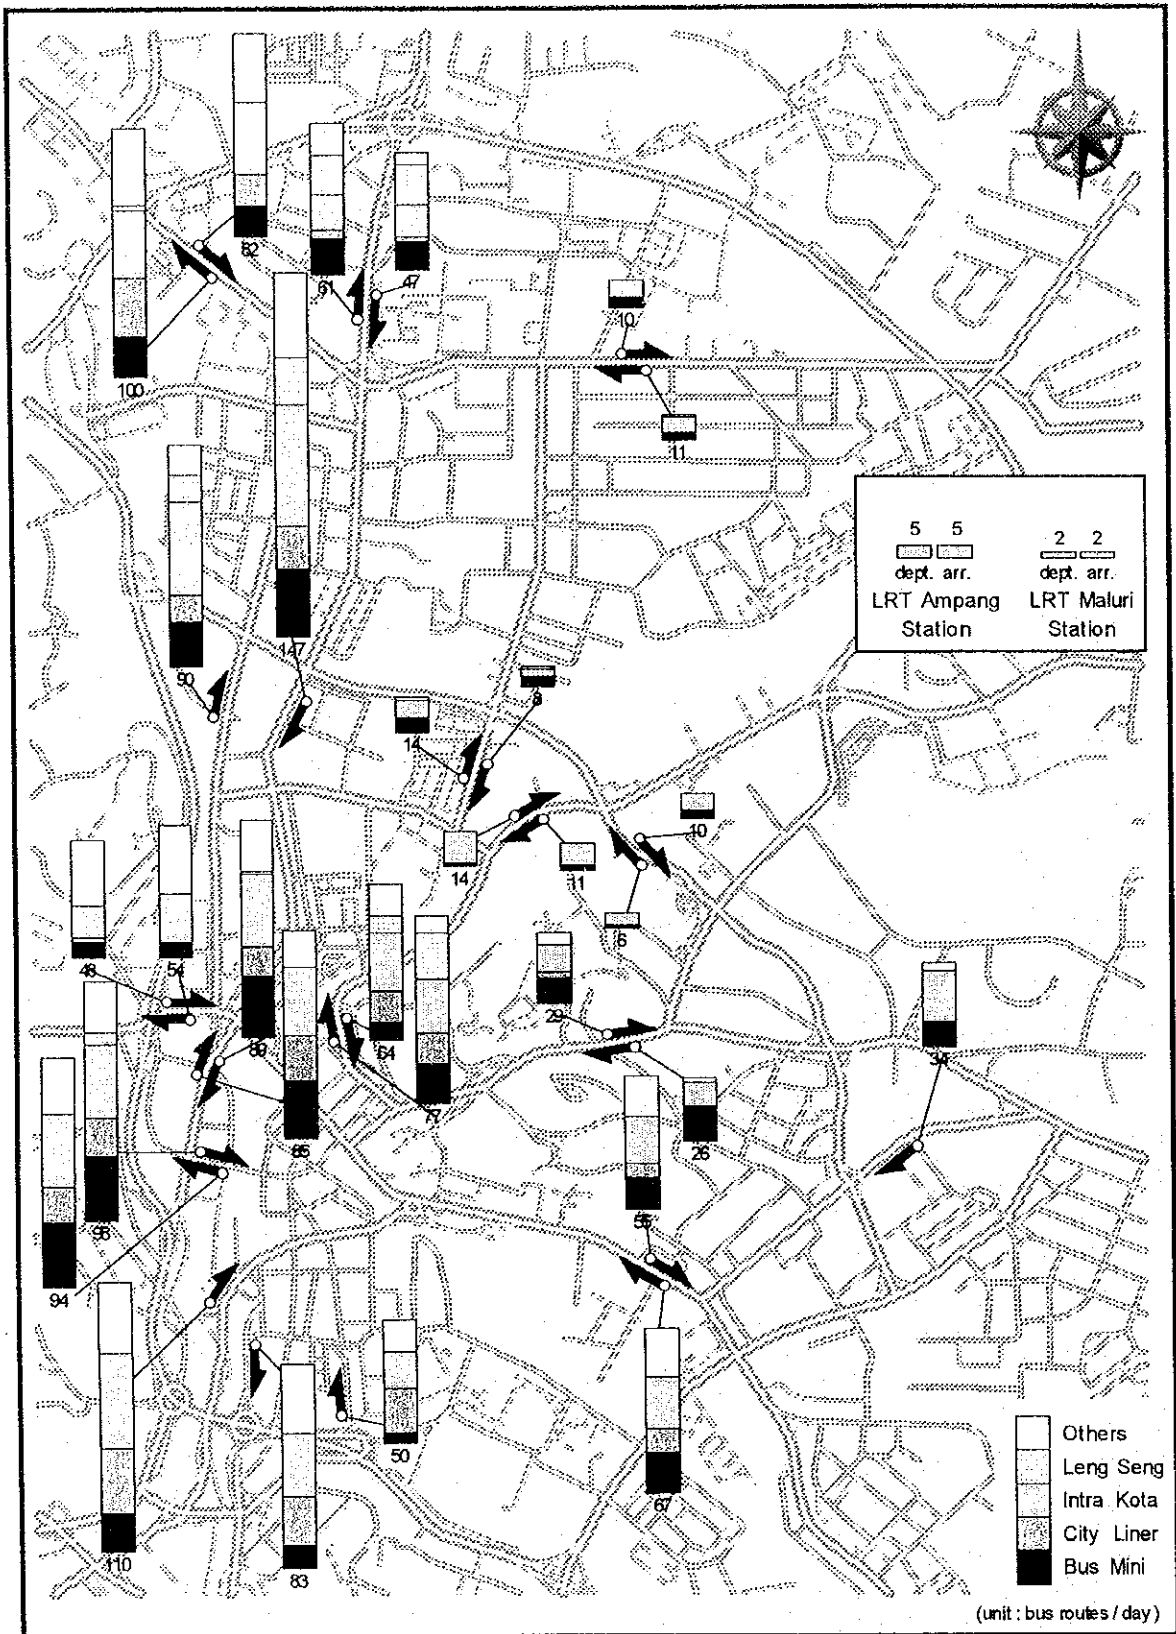 82
61
47
10
100
11
5 5
2 2
dept. arr.
dept. arr.
LRT Ampang
Station
LRT Maluri
Station
147
90
8
14
10
14
11
6
48
54
89
64
29
34
77
85
26
98
55
94
50
67
110
83
Others
Leng Seng
Intra Kota
City Liner
Bus Mini
(unit : bus routes / day)